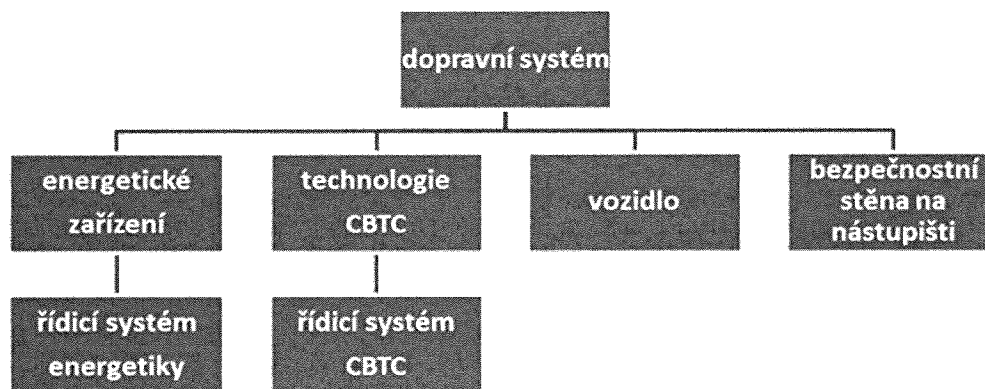 dopravní systém
energetické
zařízení
technologie
CBTC
vozidlo
bezpečnostní
stěna na
nástupišti
řídicí systém
energetiky
řídicí systém
CBTC